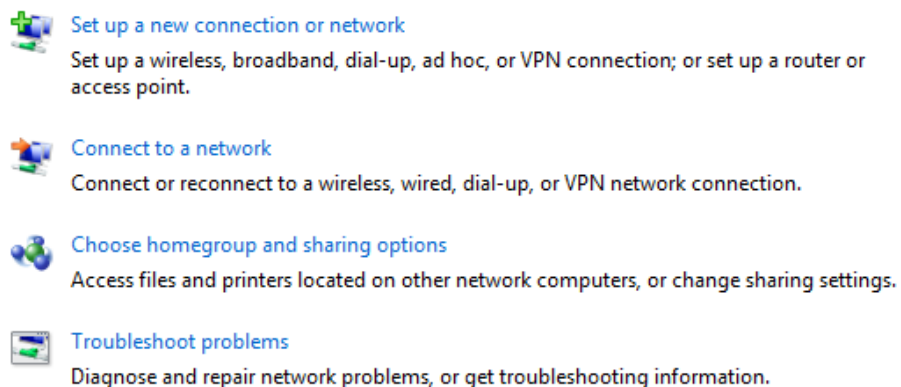 Set up a new connection or network
Set up a wireless, broadband, dial-up, ad hoc, or VPN connection; or set up a router or
access point.
Connect to a network
Connect or reconnect to a wireless, wired, dial-up, or VPN network connection.
Choose homegroup and sharing options
Access files and printers located on other network computers, or change sharing settings.
Troubleshoot problems
Diagnose and repair network problems, or get troubleshooting information.